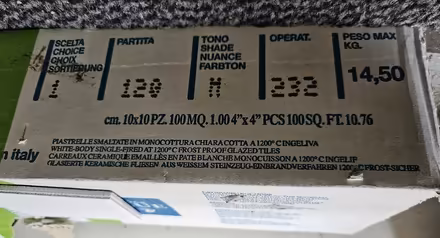 SCELTA
CHOICE
CHOIX
SORTIERUNG
1
PARTITA
120
TONO
SHADE
NUANCE
FARBTON
M
OPERAT.
232
PESO MAX
KG.
14,50
cm. 10x10 PZ. 100 MQ. 1.00 4"x4" PCS 100 SQ. FT. 10.76
PIASTRELLE SMALTATE IN MONOCOTTURA CHIARA COTTA A 1200° C INGELIVA
WHITE-BODY SINGLE-FIRED AT 1200° C FROST PROOF GLAZED TILES
CARREAUX CERAMIQUE EMAILLÉS EN PATE BLANCHE MONOCUISSON A 1200° C INGELIF
GLASIERTE KERAMISCHE FLIESEN AUS WEISSEM STEINZEUG-EINBRANDVERFAHREN 1200° C FROST-SICHER
n italy